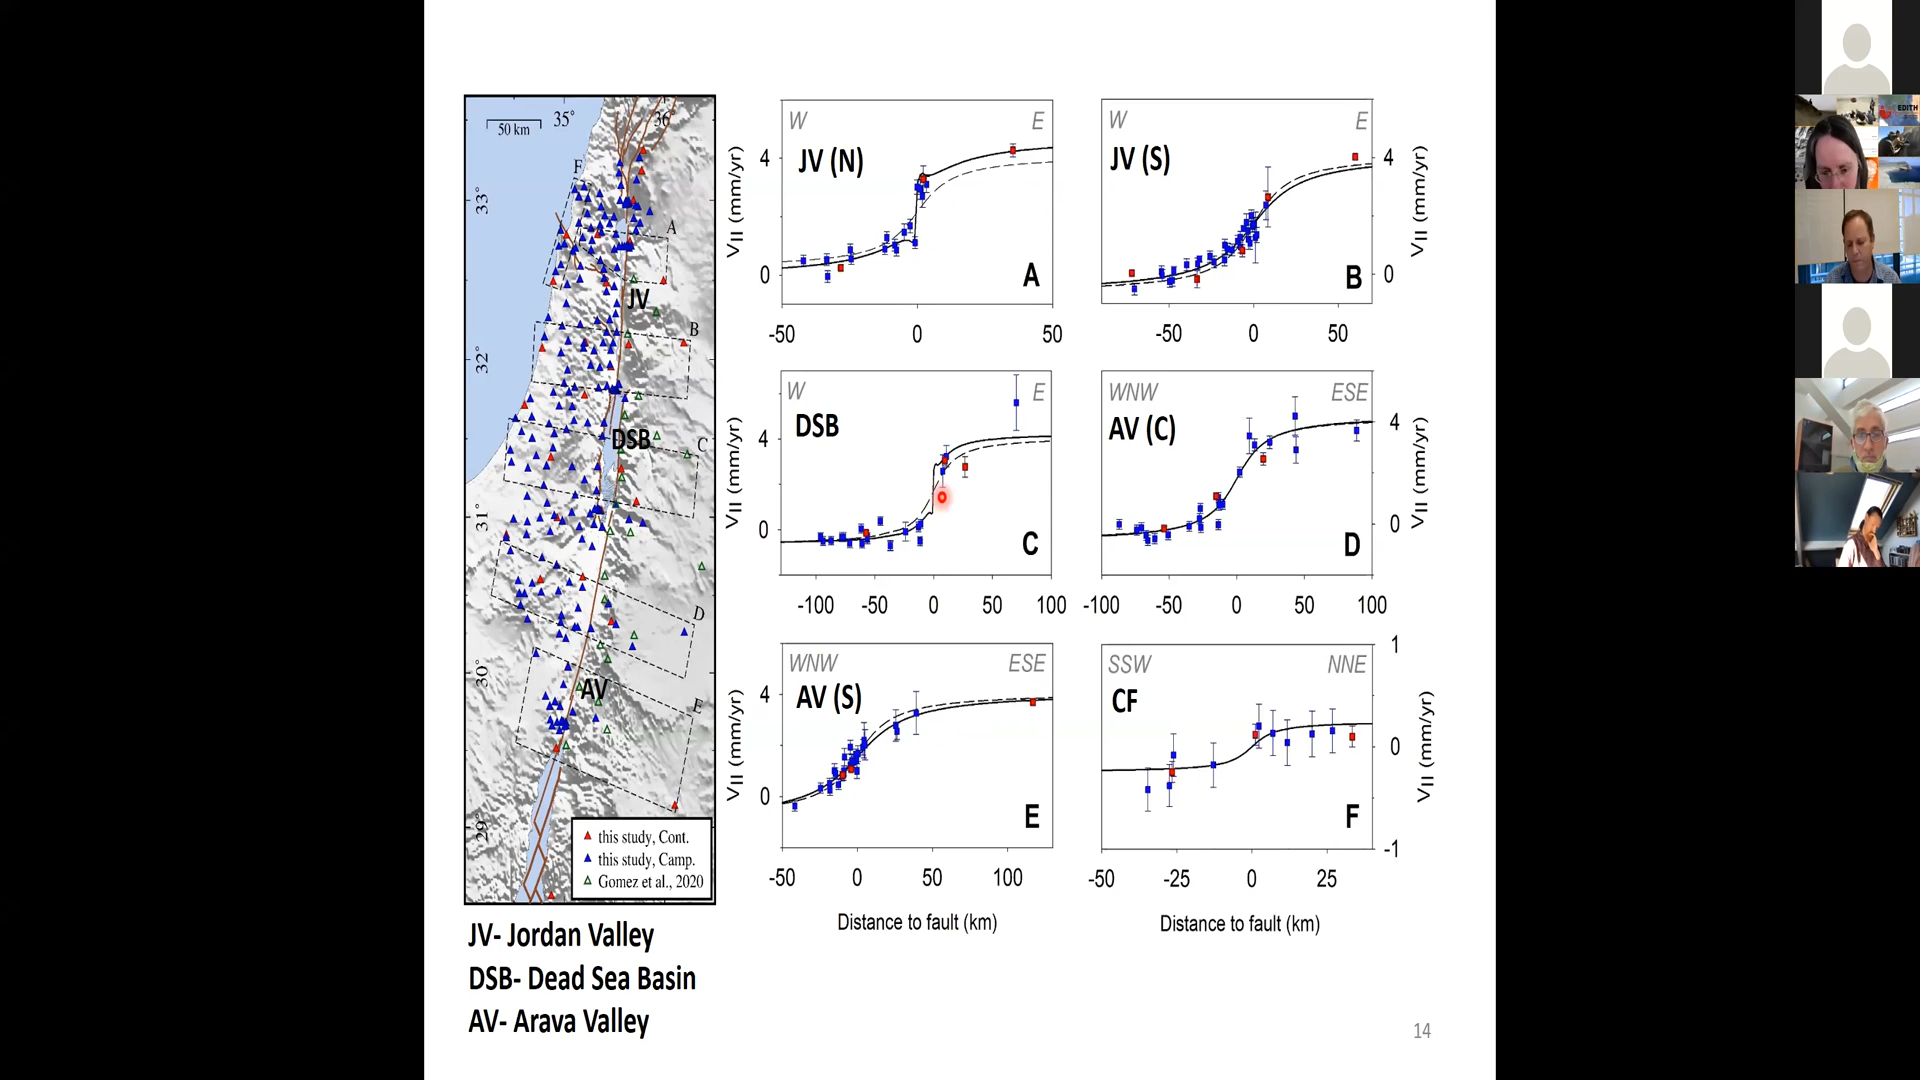 50 km
35°
36°
33°
32°
31°
30°
29°
F
A
JV
B
DSB
C
D
AV
E
this study, Cont.
this study, Camp.
Gomez et al., 2020
JV- Jordan Valley
DSB- Dead Sea Basin
AV- Arava Valley
W E
JV (N)
A
V|| (mm/yr)
4
0
-50 0 50
W E
JV (S)
B
4
0
V|| (mm/yr)
-50 0 50
W E
DSB
C
V|| (mm/yr)
4
0
-100 -50 0 50 100
WNW ESE
AV (C)
D
4
0
V|| (mm/yr)
-100 -50 0 50 100
WNW ESE
AV (S)
E
V|| (mm/yr)
4
0
-50 0 50 100
Distance to fault (km)
SSW NNE
CF
F
1
0
-1
V|| (mm/yr)
-50 -25 0 25
Distance to fault (km)
14
EDITH